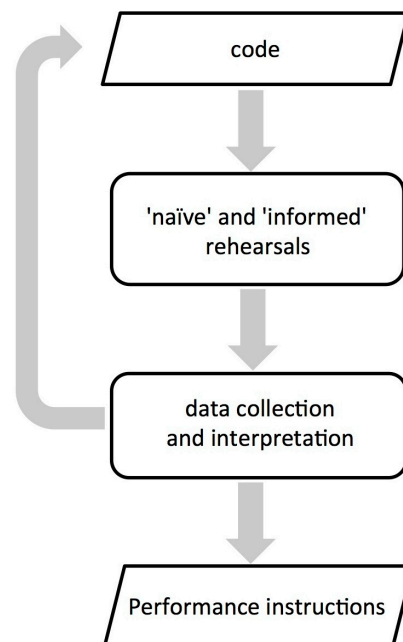 code
'naïve' and 'informed'
rehearsals
data collection
and interpretation
Performance instructions